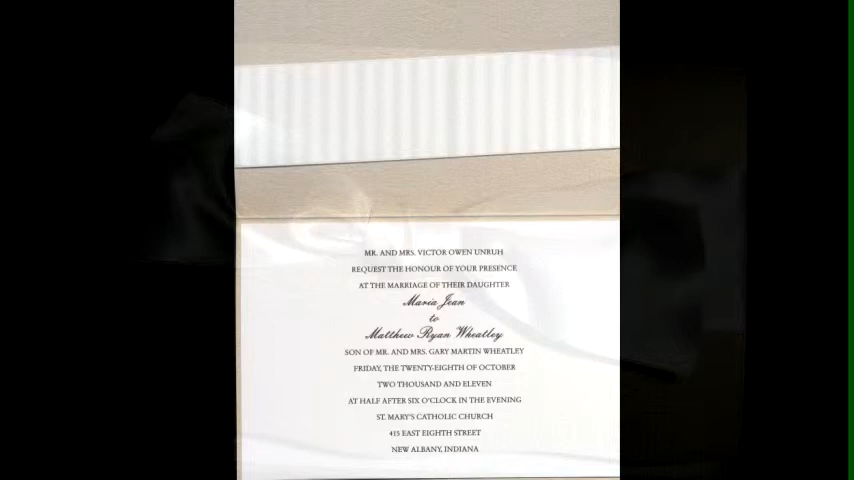 MR. AND MRS. VICTOR OWEN UNRUH
REQUEST THE HONOUR OF YOUR PRESENCE
AT THE MARRIAGE OF THEIR DAUGHTER
Maria Jean
to
Matthew Ryan Wheatley
SON OF MR. AND MRS. GARY MARTIN WHEATLEY
FRIDAY, THE TWENTY-EIGHTH OF OCTOBER
TWO THOUSAND AND ELEVEN
AT HALF AFTER SIX O'CLOCK IN THE EVENING
ST. MARY'S CATHOLIC CHURCH
415 EAST EIGHTH STREET
NEW ALBANY, INDIANA